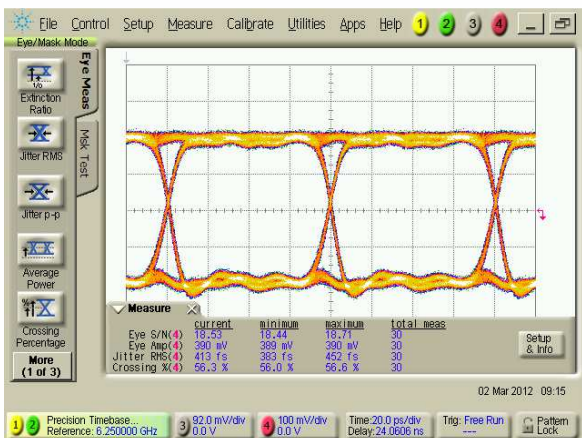 File Control Setup Measure Calibrate Utilities Apps Help 1 2 3 4
Eye/Mask Mode
Eye Meas
Msk Test
1/0
Extinction
Ratio
Jitter RMS
Jitter p-p
Average
Power
Crossing
Percentage
More
(1 of 3)
Measure
current minimum maximum total meas
Eye S/N(4) 18.53 18.44 18.71 30
Eye Amp(4) 390 mV 389 mV 390 mV 30
Jitter RMS(4) 413 fs 383 fs 452 fs 30
Crossing %(4) 56.3 % 56.0 % 56.6 % 30
Setup
& Info
02 Mar 2012 09:15
1 2 Precision Timebase...
Reference: 6.250000 GHz
3 92.0 mV/div
0.0 V
4 100 mV/div
0.0 V
Time:20.0 ps/div
Delay:24.0606 ns
Trig: Free Run
---
Pattern
Lock